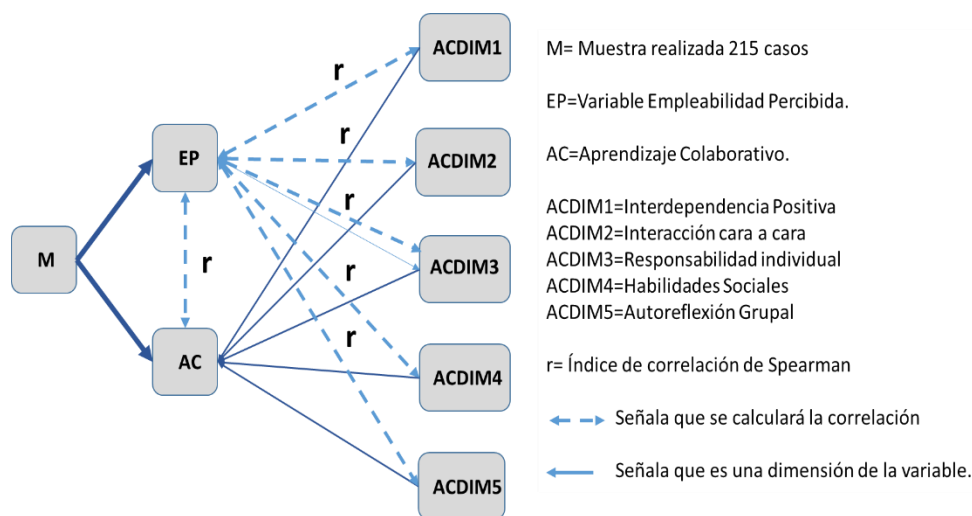 ACDIM1
r
EP
r
ACDIM2
r
M
r
ACDIM3
r
AC
r
ACDIM4
ACDIM5
M= Muestra realizada 215 casos
EP=Variable Empleabilidad Percibida.
AC=Aprendizaje Colaborativo.
ACDIM1=Interdependencia Positiva
ACDIM2=Interacción cara a cara
ACDIM3=Responsabilidad individual
ACDIM4=Habilidades Sociales
ACDIM5=Autoreflexión Grupal
r= Índice de correlación de Spearman
Señala que se calculará la correlación
Señala que es una dimensión de la variable.